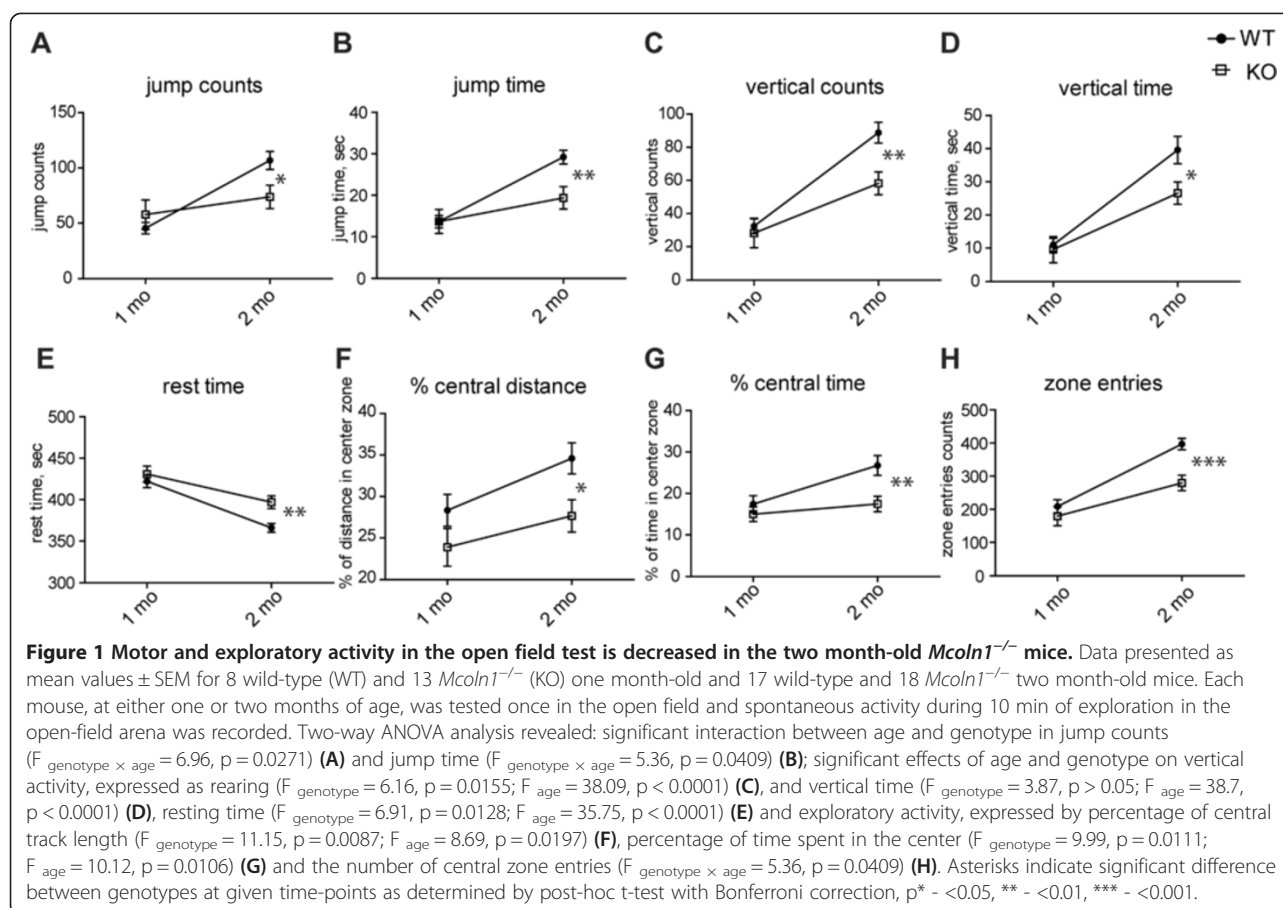 A
B
C
D
WT
KO
jump counts
jump time
vertical counts
vertical time
150
100
50
0
jump counts
1 mo
2 mo
*
40
30
20
10
0
jump time, sec
1 mo
2 mo
**
100
80
60
40
20
0
vertical counts
1 mo
2 mo
**
50
40
30
20
10
0
vertical time, sec
1 mo
2 mo
*
E
F
G
H
rest time
% central distance
% central time
zone entries
500
450
400
350
300
rest time, sec
1 mo
2 mo
**
40
35
30
25
20
% of distance in center zone
1 mo
2 mo
*
40
30
20
10
0
% of time in center zone
1 mo
2 mo
**
500
400
300
200
100
0
zone entries counts
1 mo
2 mo
***
Figure 1 Motor and exploratory activity in the open field test is decreased in the two month-old Mcoln1−/− mice. Data presented as
mean values ± SEM for 8 wild-type (WT) and 13 Mcoln1−/− (KO) one month-old and 17 wild-type and 18 Mcoln1−/− two month-old mice. Each
mouse, at either one or two months of age, was tested once in the open field and spontaneous activity during 10 min of exploration in the
open-field arena was recorded. Two-way ANOVA analysis revealed: significant interaction between age and genotype in jump counts
(F genotype × age = 6.96, p = 0.0271) (A) and jump time (F genotype × age = 5.36, p = 0.0409) (B); significant effects of age and genotype on vertical
activity, expressed as rearing (F genotype = 6.16, p = 0.0155; F age = 38.09, p < 0.0001) (C), and vertical time (F genotype = 3.87, p > 0.05; F age = 38.7,
p < 0.0001) (D), resting time (F genotype = 6.91, p = 0.0128; F age = 35.75, p < 0.0001) (E) and exploratory activity, expressed by percentage of central
track length (F genotype = 11.15, p = 0.0087; F age = 8.69, p = 0.0197) (F), percentage of time spent in the center (F genotype = 9.99, p = 0.0111;
F age = 10.12, p = 0.0106) (G) and the number of central zone entries (F genotype × age = 5.36, p = 0.0409) (H). Asterisks indicate significant difference
between genotypes at given time-points as determined by post-hoc t-test with Bonferroni correction, p* - <0.05, ** - <0.01, *** - <0.001.